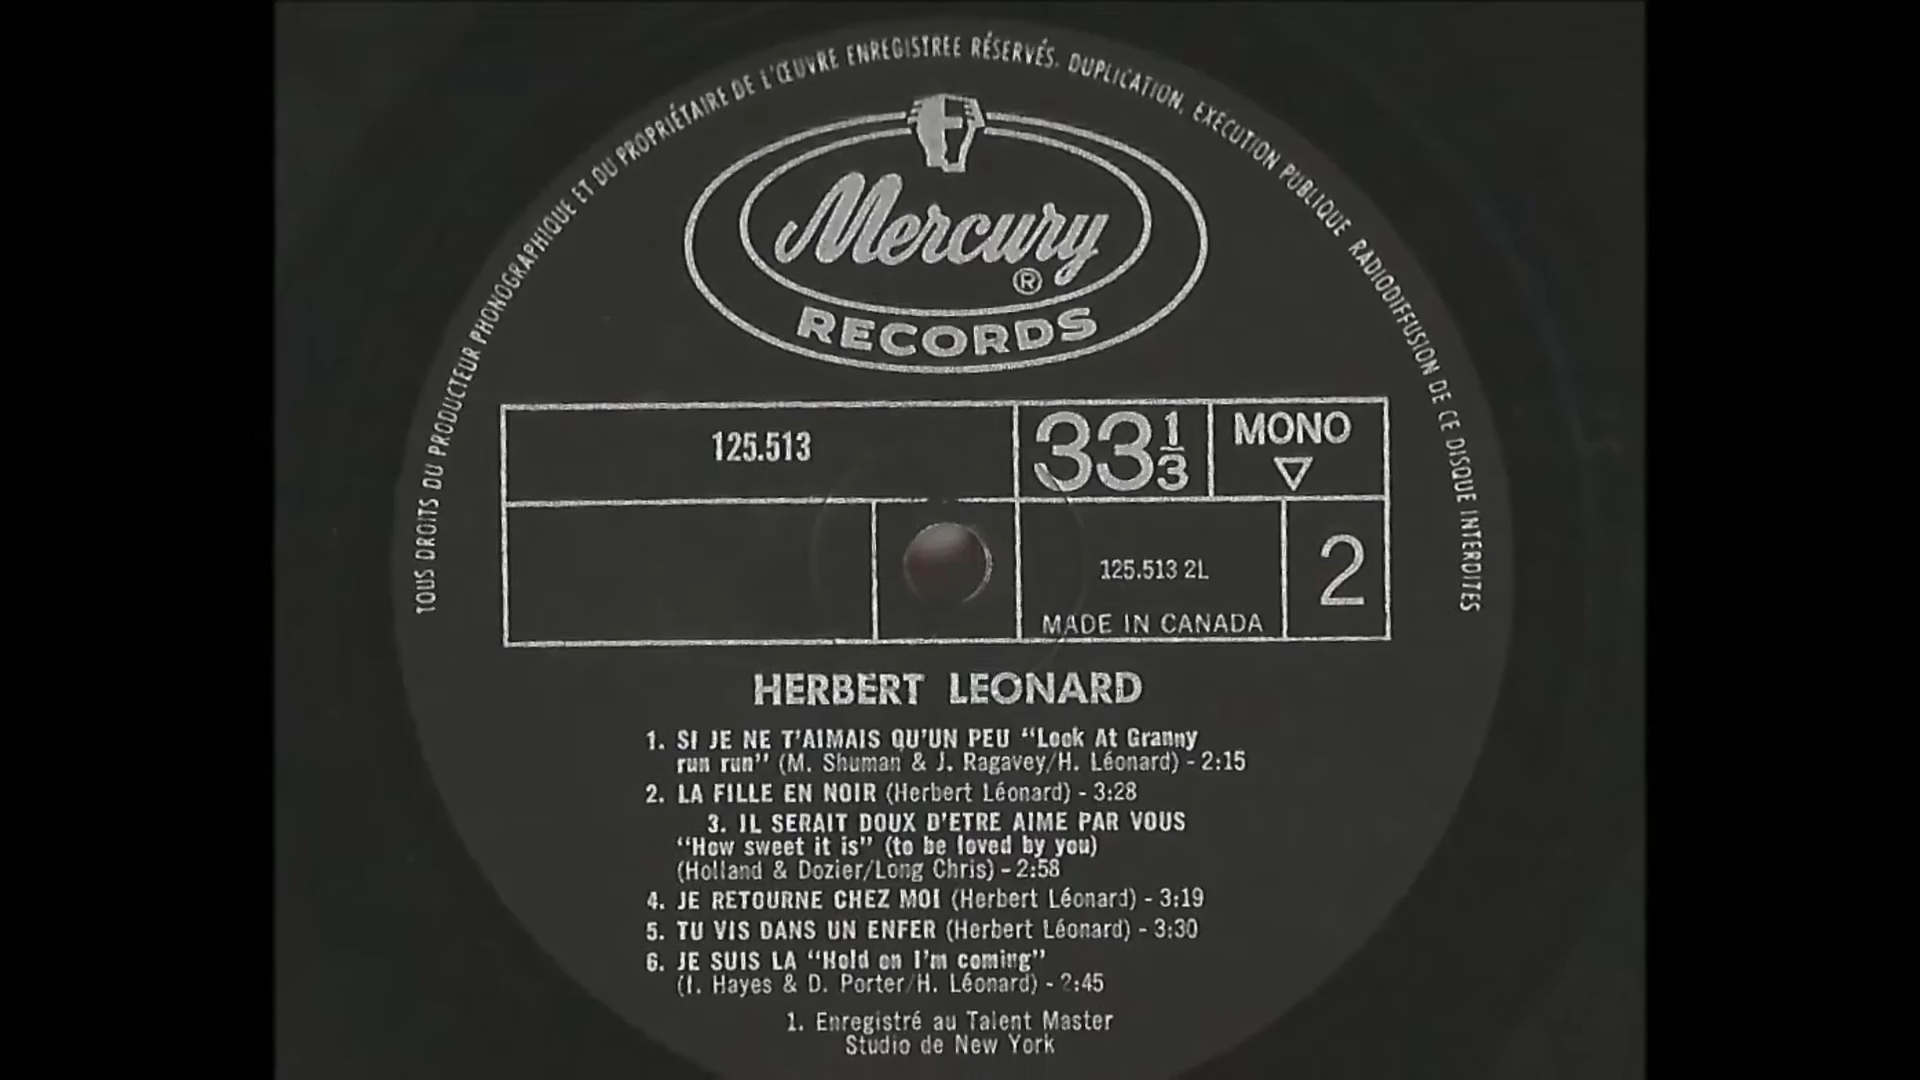 TOUS DROITS DU PRODUCTEUR PHONOGRAPHIQUE ET DU PROPRIÉTAIRE DE L'ŒUVRE ENREGISTREE RÉSERVÉS. DUPLICATION, EXÉCUTION PUBLIQUE RADIODIFFUSION DE CE DISQUE INTERDITES
Mercury
®
RECORDS
125.513
33 1/3
MONO
125.513 2L
MADE IN CANADA
2
HERBERT LEONARD
1. SI JE NE T'AIMAIS QU'UN PEU "Look At Granny
run run" (M. Shuman & J. Ragavey/H. Léonard) - 2:15
2. LA FILLE EN NOIR (Herbert Léonard) - 3:28
3. IL SERAIT DOUX D'ETRE AIME PAR VOUS
"How sweet it is" (to be loved by you)
(Holland & Dozier/Long Chris) - 2:58
4. JE RETOURNE CHEZ MOI (Herbert Léonard) - 3:19
5. TU VIS DANS UN ENFER (Herbert Léonard) - 3:30
6. JE SUIS LA "Hold on I'm coming"
(I. Hayes & D. Porter/H. Léonard) - 2:45
1. Enregistré au Talent Master
Studio de New York